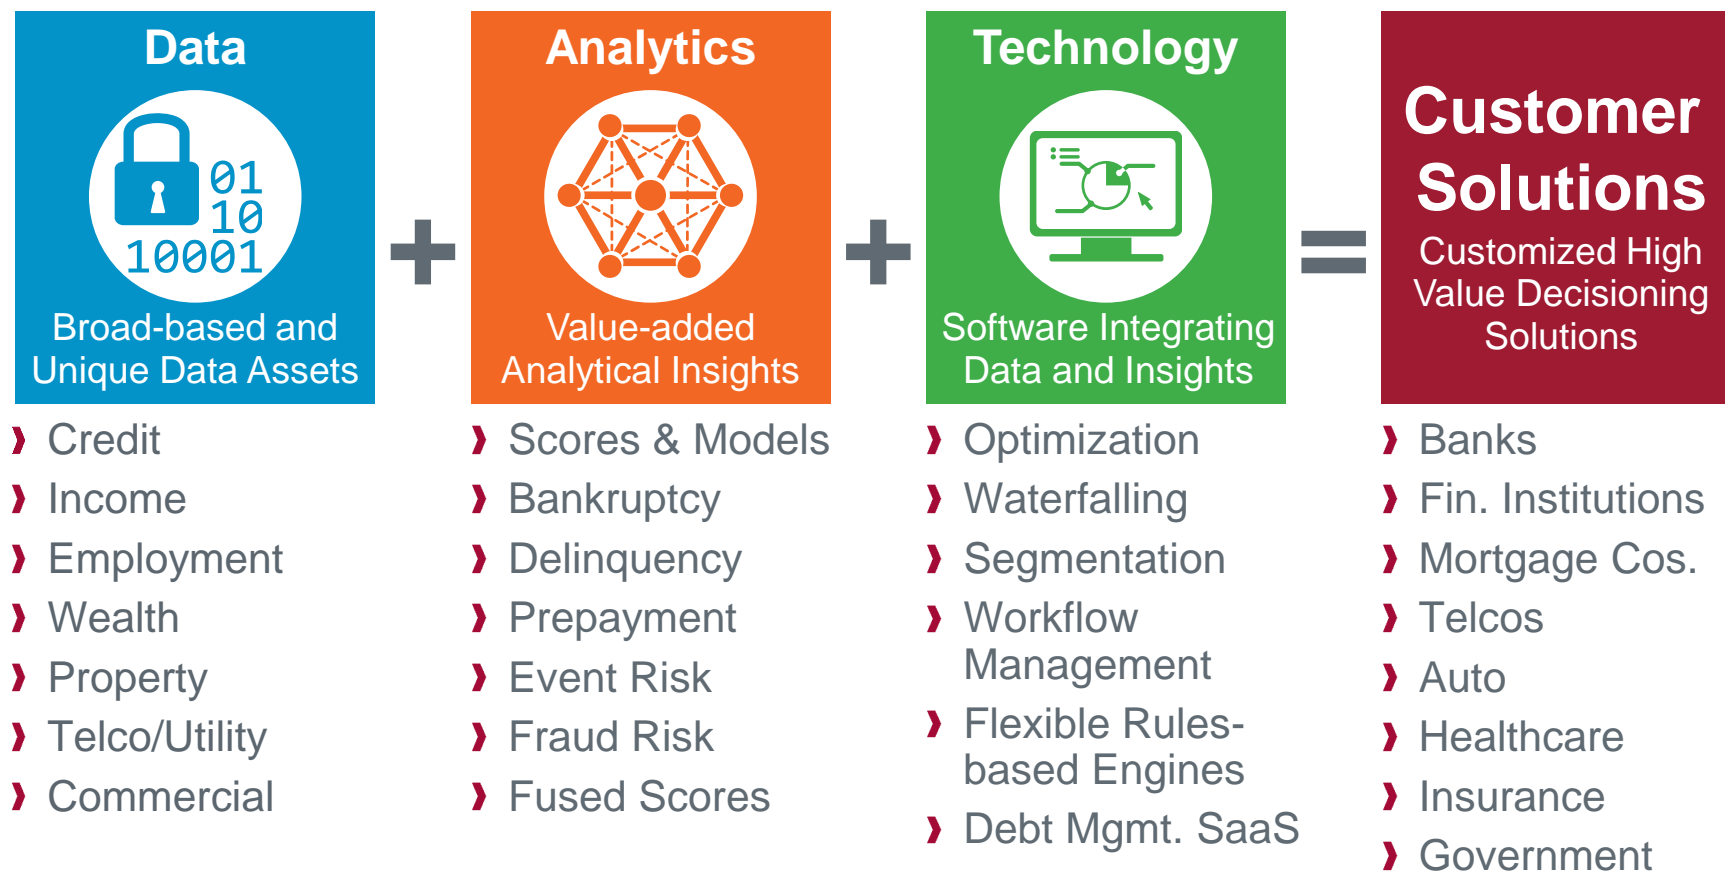 Data
01
10
10001
Broad-based and
Unique Data Assets
Credit
Income
Employment
Wealth
Property
Telco/Utility
Commercial
Analytics
Value-added
Analytical Insights
Scores & Models
Bankruptcy
Delinquency
Prepayment
Event Risk
Fraud Risk
Fused Scores
Technology
Software Integrating
Data and Insights
Optimization
Waterfalling
Segmentation
Workflow
Management
Flexible Rules-
based Engines
Debt Mgmt. SaaS
Customer
Solutions
Customized High
Value Decisioning
Solutions
Banks
Fin. Institutions
Mortgage Cos.
Telcos
Auto
Healthcare
Insurance
Government